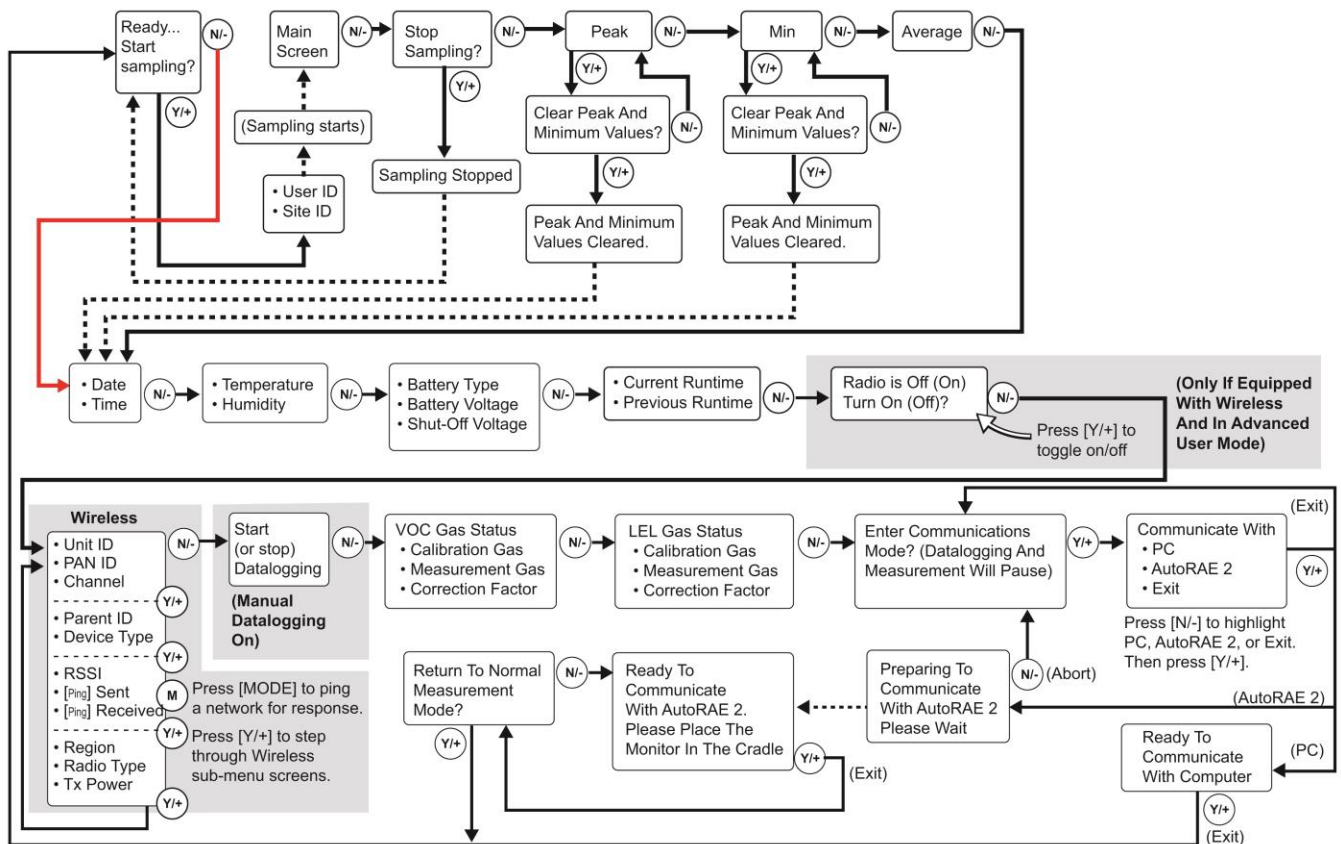 Ready...
Start
sampling?
N/-
Y/+
Main
Screen
N/-
(Sampling starts)
• User ID
• Site ID
Stop
Sampling?
N/-
Y/+
Sampling Stopped
Peak
N/-
Y/+
Clear Peak And
Minimum Values?
N/-
Y/+
Peak And Minimum
Values Cleared.
Min
N/-
Y/+
Clear Peak And
Minimum Values?
N/-
Y/+
Peak And Minimum
Values Cleared.
Average
N/-
• Date
• Time
N/-
• Temperature
• Humidity
N/-
• Battery Type
• Battery Voltage
• Shut-Off Voltage
N/-
• Current Runtime
• Previous Runtime
N/-
Radio is Off (On)
Turn On (Off)?
N/-
Press [Y/+] to
toggle on/off
(Only If Equipped
With Wireless
And In Advanced
User Mode)
Wireless
• Unit ID
• PAN ID
• Channel
N/-
Y/+
• Parent ID
• Device Type
Y/+
• RSSI
• [Ping] Sent
• [Ping] Received
M
Press [MODE] to ping
a network for response.
Y/+
Press [Y/+] to step
through Wireless
sub-menu screens.
• Region
• Radio Type
• Tx Power
Y/+
Start
(or stop)
Datalogging
N/-
(Manual
Datalogging
On)
VOC Gas Status
• Calibration Gas
• Measurement Gas
• Correction Factor
N/-
LEL Gas Status
• Calibration Gas
• Measurement Gas
• Correction Factor
N/-
Enter Communications
Mode? (Datalogging And
Measurement Will Pause)
Y/+
Communicate With
• PC
• AutoRAE 2
• Exit
(Exit)
Y/+
Press [N/-] to highlight
PC, AutoRAE 2, or Exit.
Then press [Y/+].
Return To Normal
Measurement
Mode?
N/-
Y/+
Ready To
Communicate
With AutoRAE 2.
Please Place The
Monitor In The Cradle
Y/+
(Exit)
Preparing To
Communicate
With AutoRAE 2
Please Wait
N/-
(Abort)
(AutoRAE 2)
Ready To
Communicate
With Computer
(PC)
Y/+
(Exit)